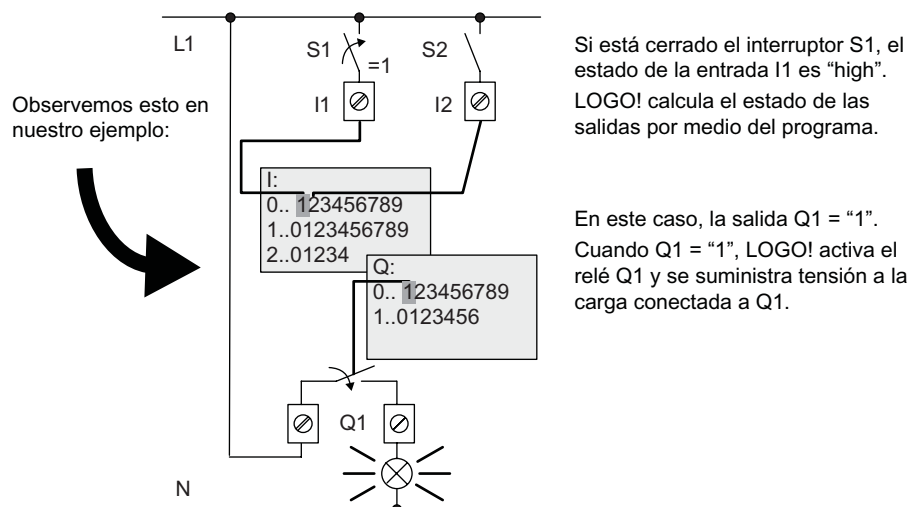 L1
S1
=1
S2
I1
I2
Observemos esto en
nuestro ejemplo:
I:
0.. 123456789
1..0123456789
2..01234
Q:
0.. 123456789
1..0123456
Q1
N
Si está cerrado el interruptor S1, el
estado de la entrada I1 es “high”.
LOGO! calcula el estado de las
salidas por medio del programa.
En este caso, la salida Q1 = “1”.
Cuando Q1 = “1”, LOGO! activa el
relé Q1 y se suministra tensión a la
carga conectada a Q1.